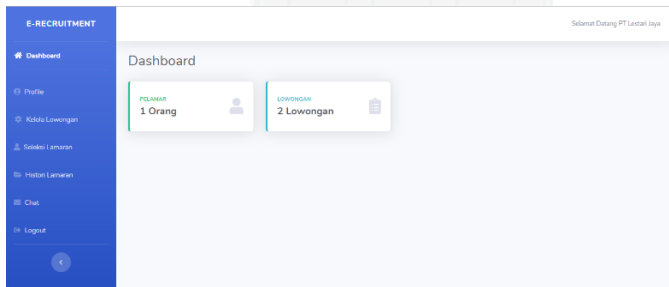 E-RECRUITMENT
Selamat Datang PT Lestari Jaya
Dashboard
Dashboard
Profile
Kelola Lowongan
Seleksi Lamaran
Histori Lamaran
Chat
Logout
PELAMAR
1 Orang
LOWONGAN
2 Lowongan